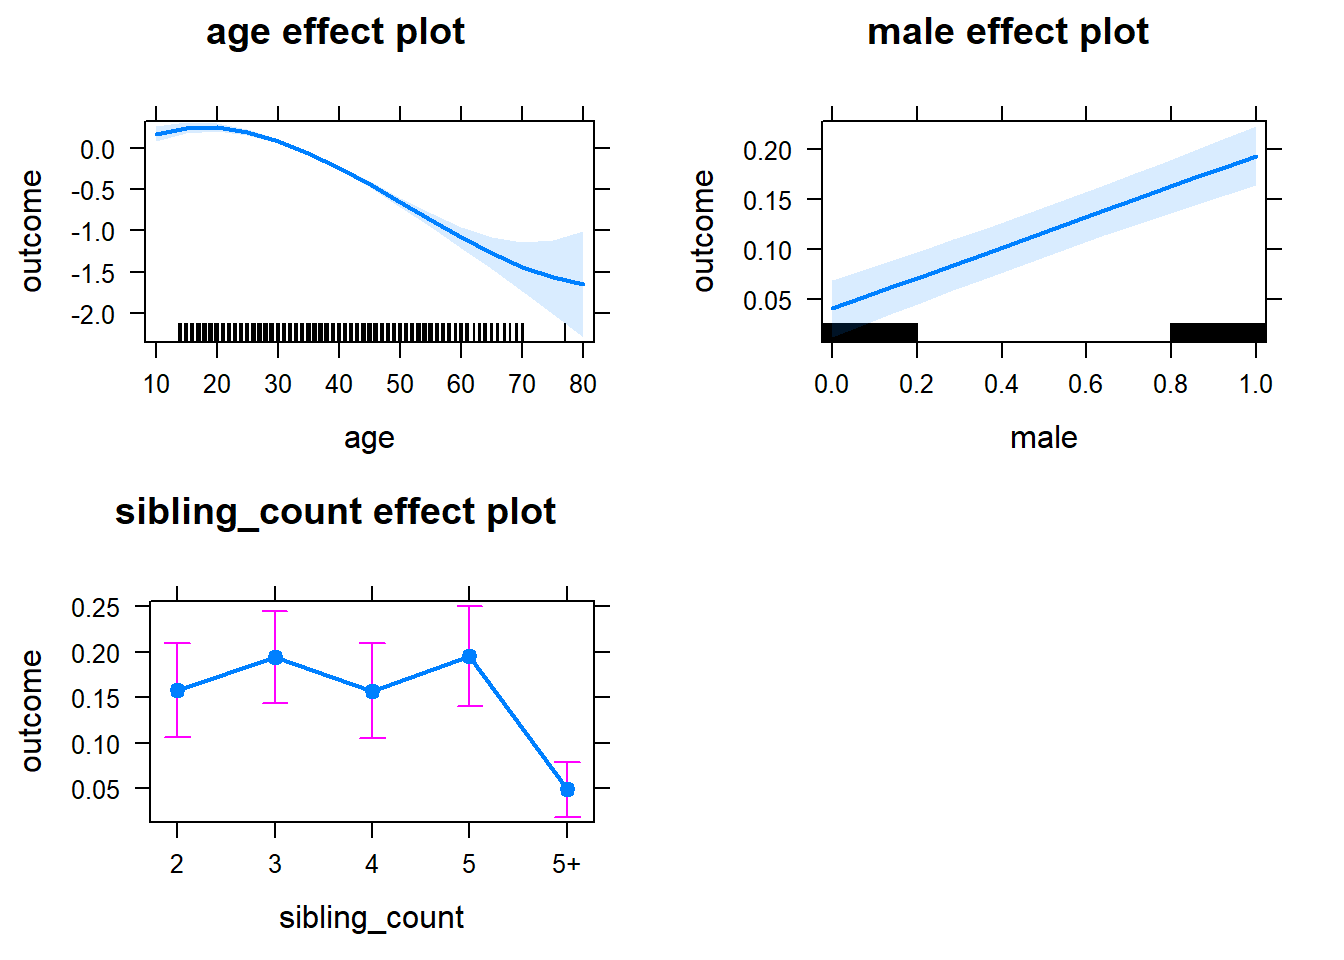 age effect plot
outcome
0.0
-0.5
-1.0
-1.5
-2.0
10 20 30 40 50 60 70 80
age
male effect plot
outcome
0.20
0.15
0.10
0.05
0.0 0.2 0.4 0.6 0.8 1.0
male
sibling_count effect plot
outcome
0.25
0.20
0.15
0.10
0.05
2 3 4 5 5+
sibling_count